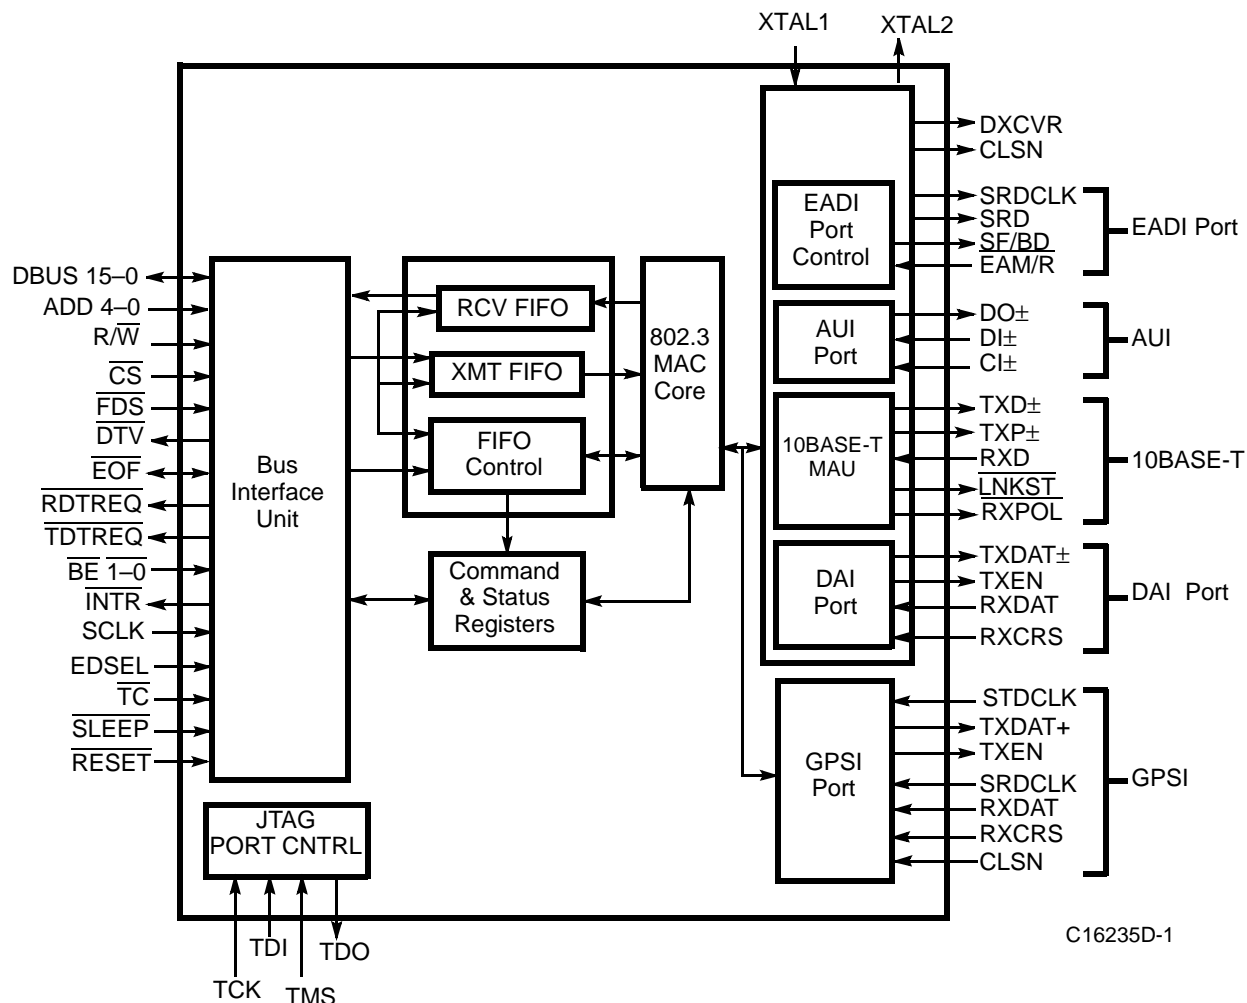 XTAL1
XTAL2
DXCVR
CLSN
EADI
Port
Control
SRDCLK
SRD
SF/BD
EAM/R
EADI Port
DBUS 15–0
ADD 4–0
R/W
CS
FDS
DTV
EOF
RDTREQ
TDTREQ
BE 1–0
INTR
SCLK
EDSEL
TC
SLEEP
RESET
Bus
Interface
Unit
RCV FIFO
XMT FIFO
FIFO
Control
Command
& Status
Registers
802.3
MAC
Core
AUI
Port
DO±
DI±
CI±
AUI
10BASE-T
MAU
TXD±
TXP±
RXD
LNKST
RXPOL
10BASE-T
DAI
Port
TXDAT±
TXEN
RXDAT
RXCRS
DAI Port
GPSI
Port
STDCLK
TXDAT+
TXEN
SRDCLK
RXDAT
RXCRS
CLSN
GPSI
JTAG
PORT CNTRL
TCK
TDI
TMS
TDO
C16235D-1